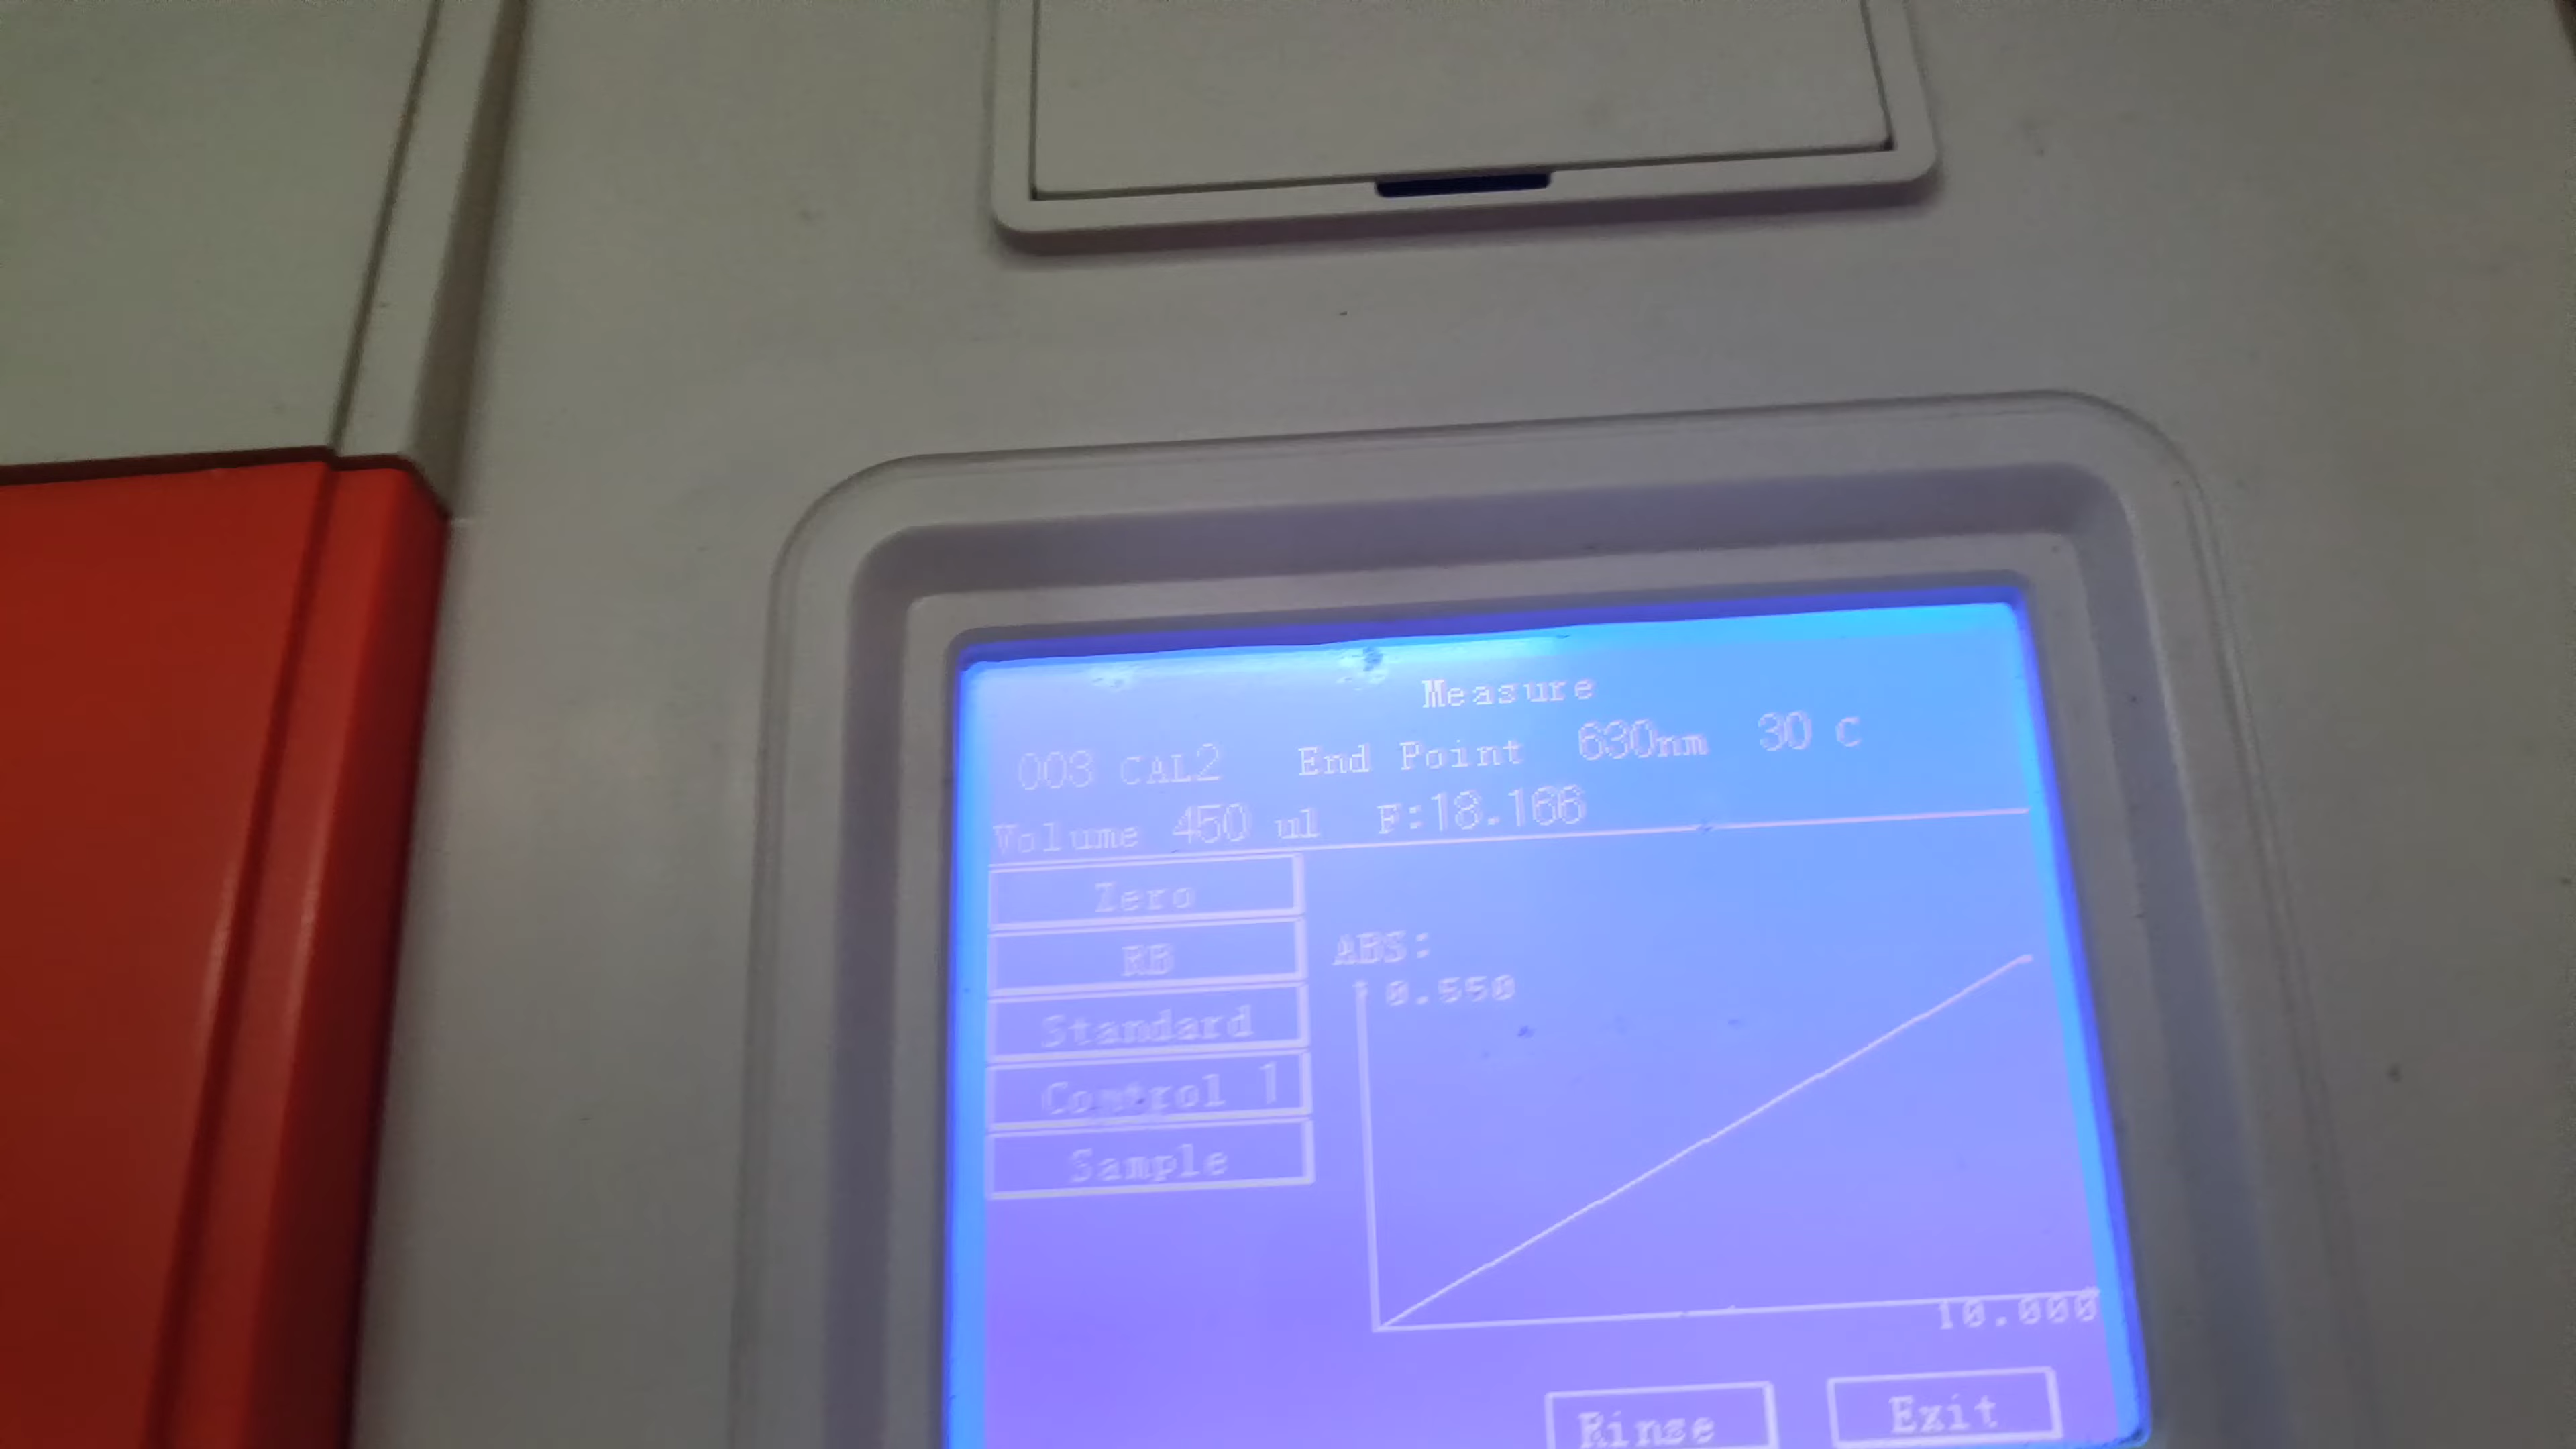 Measure
003 CAL2 End Point 630nm 30 C
Volume 450 ul F:18.166
Zero
RB
Standard
Control 1
Sample
ABS:
0.550
10.000
Rinse Exit